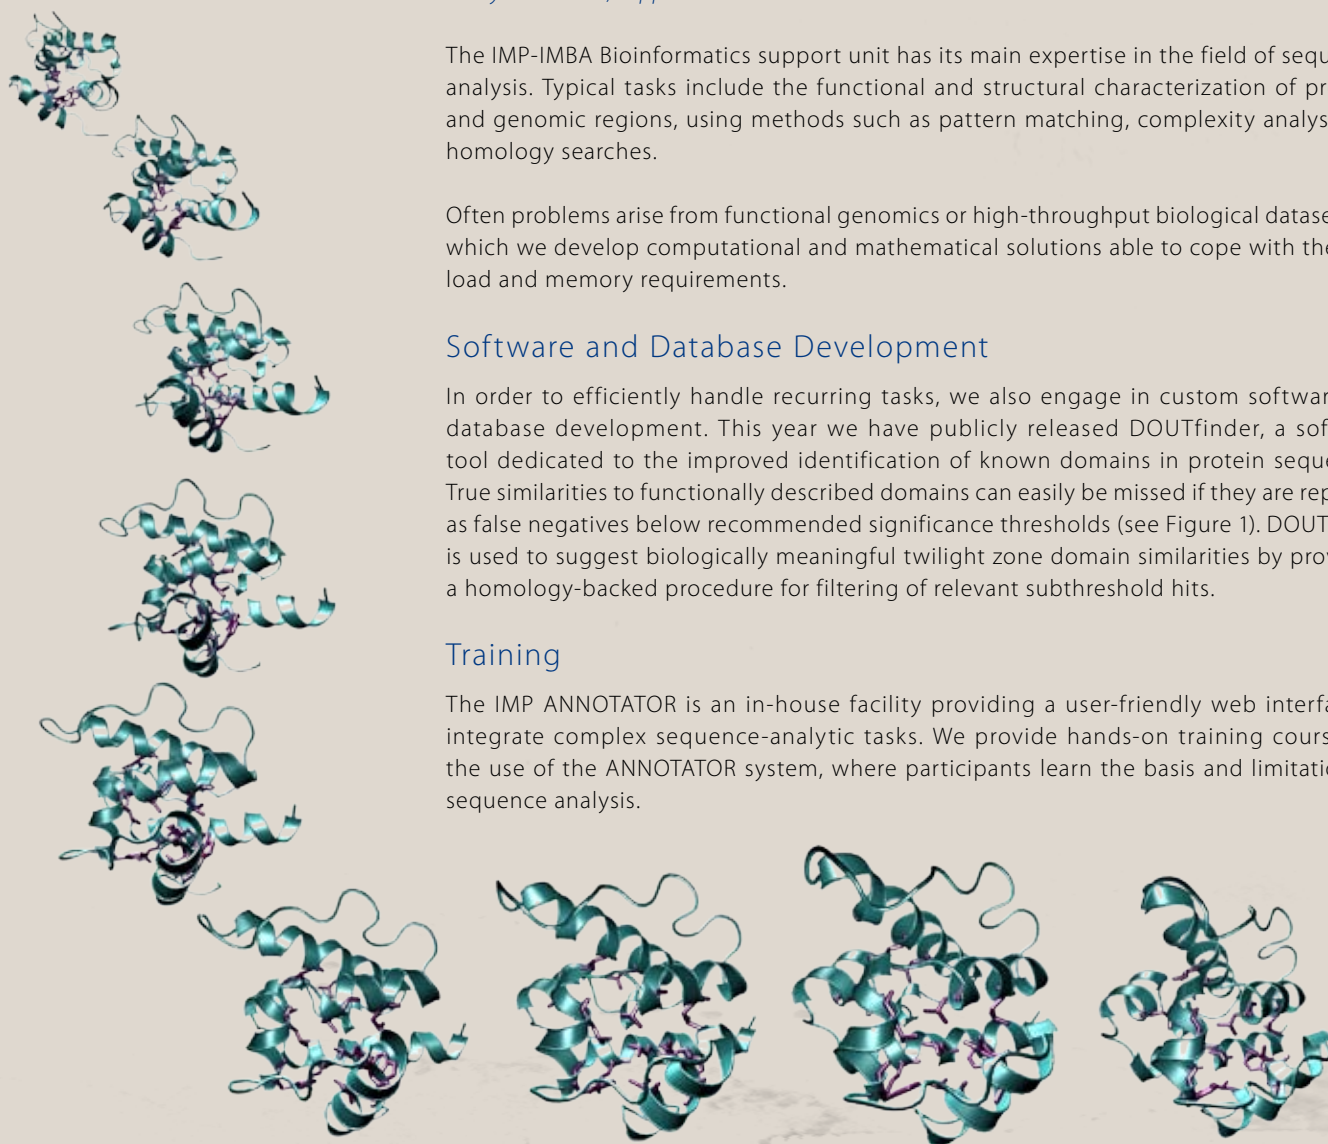 The IMP-IMBA Bioinformatics support unit has its main expertise in the field of sequ
analysis. Typical tasks include the functional and structural characterization of pr
and genomic regions, using methods such as pattern matching, complexity analys
homology searches.
Often problems arise from functional genomics or high-throughput biological datase
which we develop computational and mathematical solutions able to cope with the
load and memory requirements.
Software and Database Development
In order to efficiently handle recurring tasks, we also engage in custom softwar
database development. This year we have publicly released DOUTfinder, a sof
tool dedicated to the improved identification of known domains in protein seque
True similarities to functionally described domains can easily be missed if they are rep
as false negatives below recommended significance thresholds (see Figure 1). DOUT
is used to suggest biologically meaningful twilight zone domain similarities by prov
a homology-backed procedure for filtering of relevant subthreshold hits.
Training
The IMP ANNOTATOR is an in-house facility providing a user-friendly web interfa
integrate complex sequence-analytic tasks. We provide hands-on training cours
the use of the ANNOTATOR system, where participants learn the basis and limitati
sequence analysis.